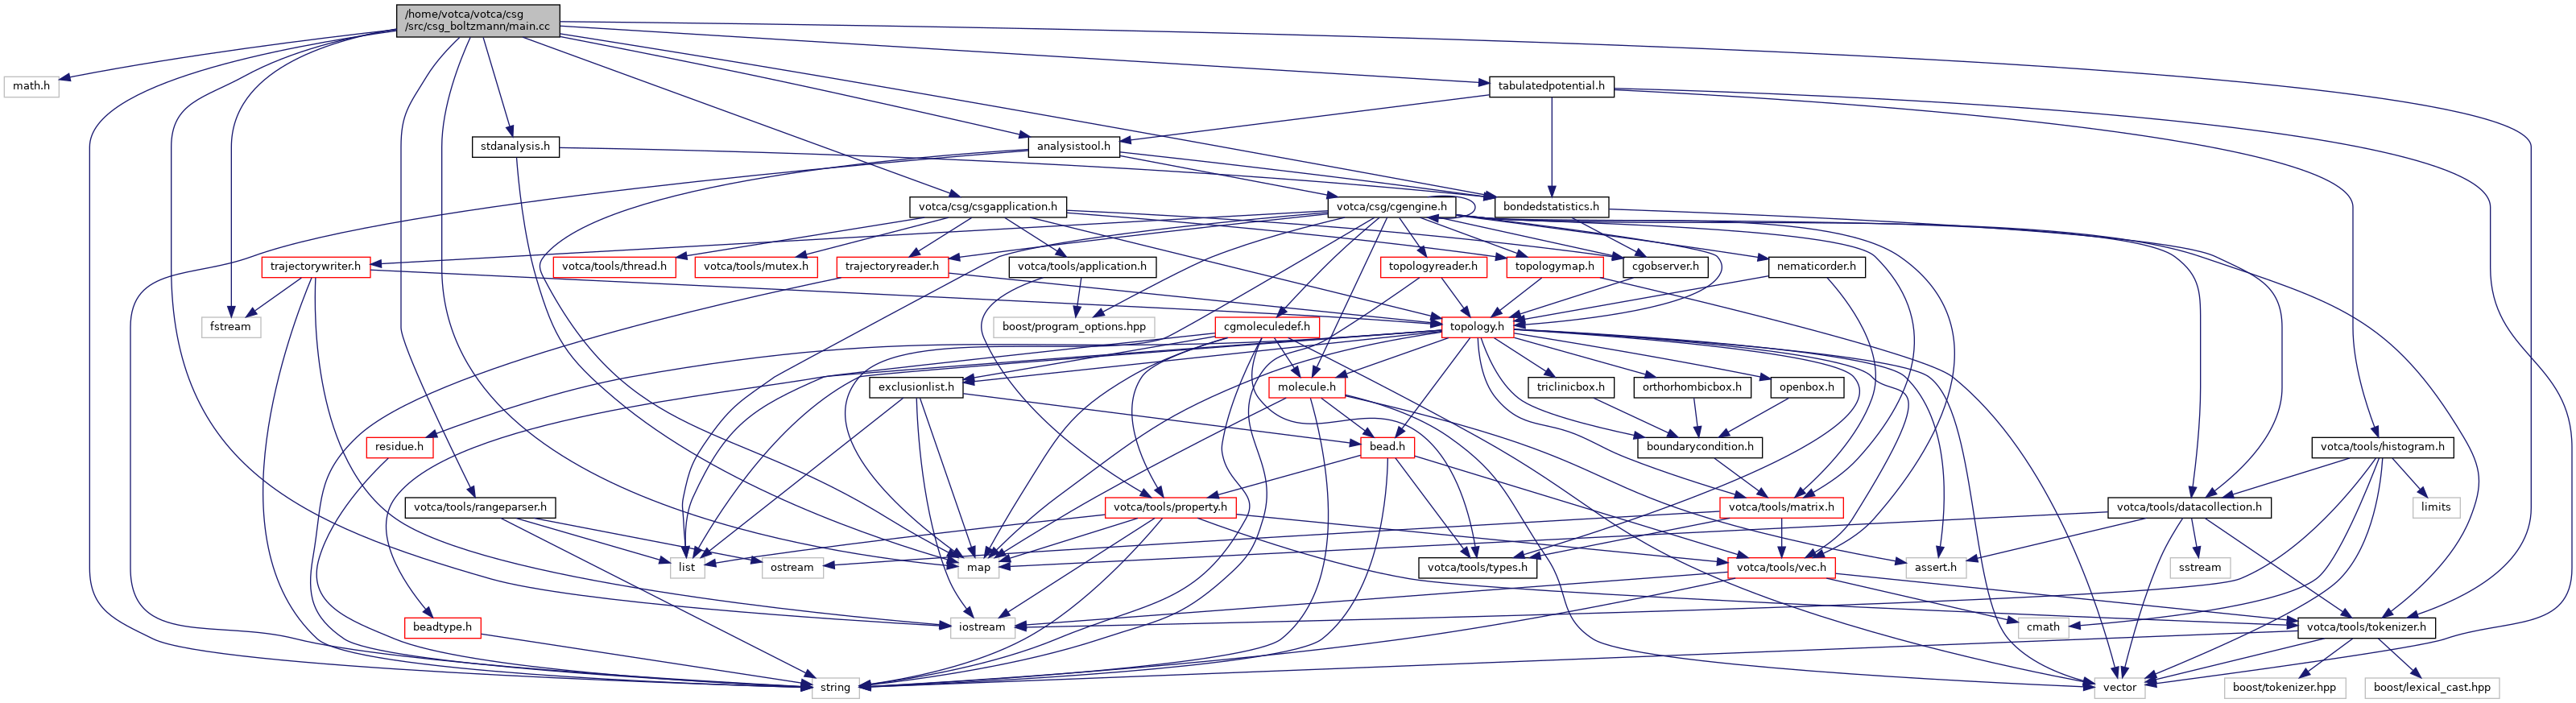 /home/votca/votca/csg
/src/csg_boltzmann/main.cc
math.h
tabulatedpotential.h
stdanalysis.h
analysistool.h
votca/csg/csgapplication.h
votca/csg/cgengine.h
bondedstatistics.h
trajectorywriter.h
votca/tools/thread.h
votca/tools/mutex.h
trajectoryreader.h
votca/tools/application.h
topologyreader.h
topologymap.h
cgobserver.h
nematicorder.h
fstream
boost/program_options.hpp
cgmoleculedef.h
topology.h
exclusionlist.h
molecule.h
triclinicbox.h
orthorhombicbox.h
openbox.h
residue.h
bead.h
boundarycondition.h
votca/tools/histogram.h
votca/tools/rangeparser.h
votca/tools/property.h
votca/tools/matrix.h
votca/tools/datacollection.h
limits
list
ostream
map
votca/tools/types.h
votca/tools/vec.h
assert.h
sstream
beadtype.h
iostream
cmath
votca/tools/tokenizer.h
string
vector
boost/tokenizer.hpp
boost/lexical_cast.hpp